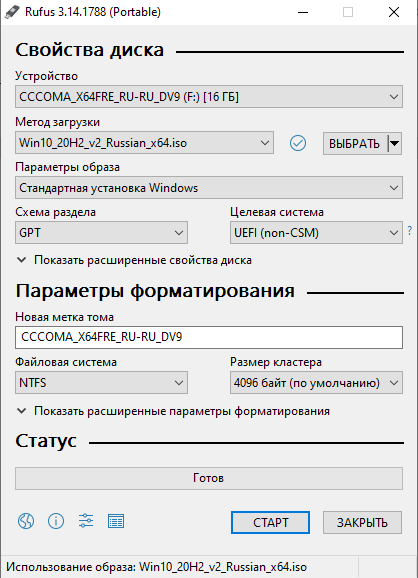 Rufus 3.14.1788 (Portable)
Свойства диска
Устройство
CCCOMA_X64FRE_RU-RU_DV9 (F:) [16 ГБ]
Метод загрузки
Win10_20H2_v2_Russian_x64.iso
ВЫБРАТЬ
Параметры образа
Стандартная установка Windows
Схема раздела Целевая система
GPT UEFI (non-CSM) ?
Показать расширенные свойства диска
Параметры форматирования
Новая метка тома
CCCOMA_X64FRE_RU-RU_DV9
Файловая система Размер кластера
NTFS 4096 байт (по умолчанию)
Показать расширенные параметры форматирования
Статус
Готов
СТАРТ ЗАКРЫТЬ
Использование образа: Win10_20H2_v2_Russian_x64.iso